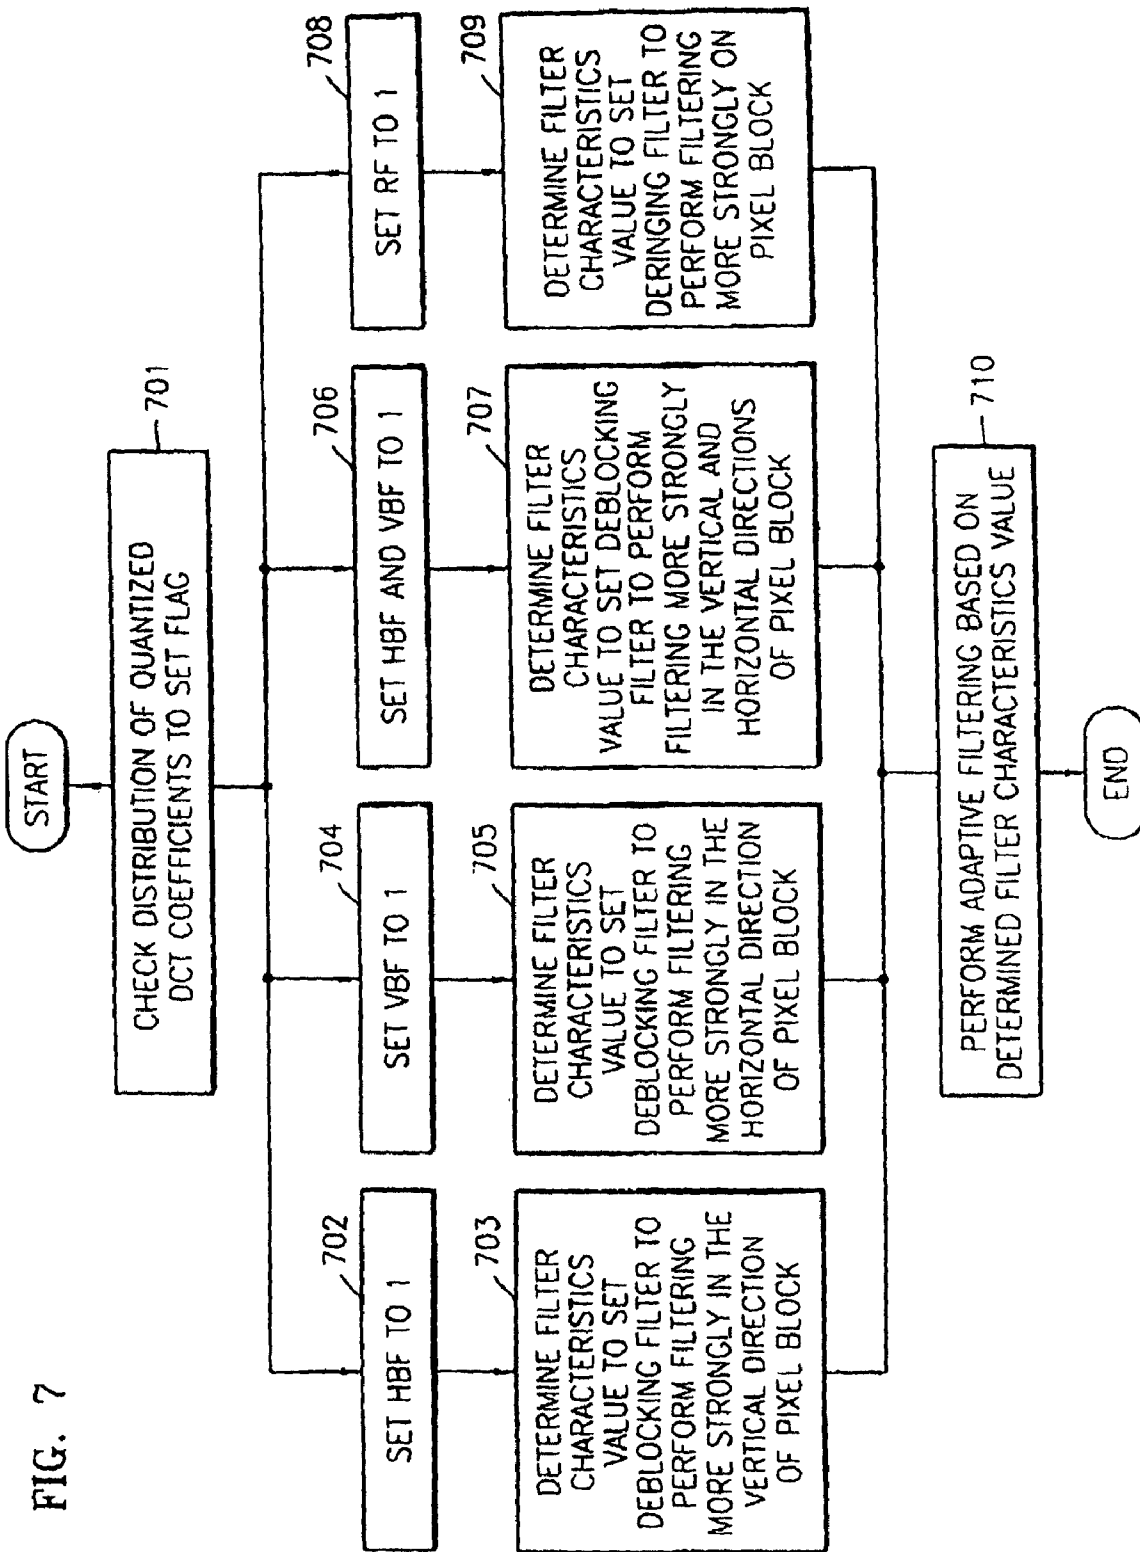 FIG. 7
START
701
CHECK DISTRIBUTION OF QUANTIZED
DCT COEFFICIENTS TO SET FLAG
702
SET HBF TO 1
703
DETERMINE FILTER
CHARACTERISTICS
VALUE TO SET
DEBLOCKING FILTER TO
PERFORM FILTERING
MORE STRONGLY IN THE
VERTICAL DIRECTION
OF PIXEL BLOCK
704
SET VBF TO 1
705
DETERMINE FILTER
CHARACTERISTICS
VALUE TO SET
DEBLOCKING FILTER TO
PERFORM FILTERING
MORE STRONGLY IN THE
HORIZONTAL DIRECTION
OF PIXEL BLOCK
706
SET HBF AND VBF TO 1
707
DETERMINE FILTER
CHARACTERISTICS
VALUE TO SET DEBLOCKING
FILTER TO PERFORM
FILTERING MORE STRONGLY
IN THE VERTICAL AND
HORIZONTAL DIRECTIONS
OF PIXEL BLOCK
708
SET RF TO 1
709
DETERMINE FILTER
CHARACTERISTICS
VALUE TO SET
DERINGING FILTER TO
PERFORM FILTERING
MORE STRONGLY ON
PIXEL BLOCK
710
PERFORM ADAPTIVE FILTERING BASED ON
DETERMINED FILTER CHARACTERISTICS VALUE
END